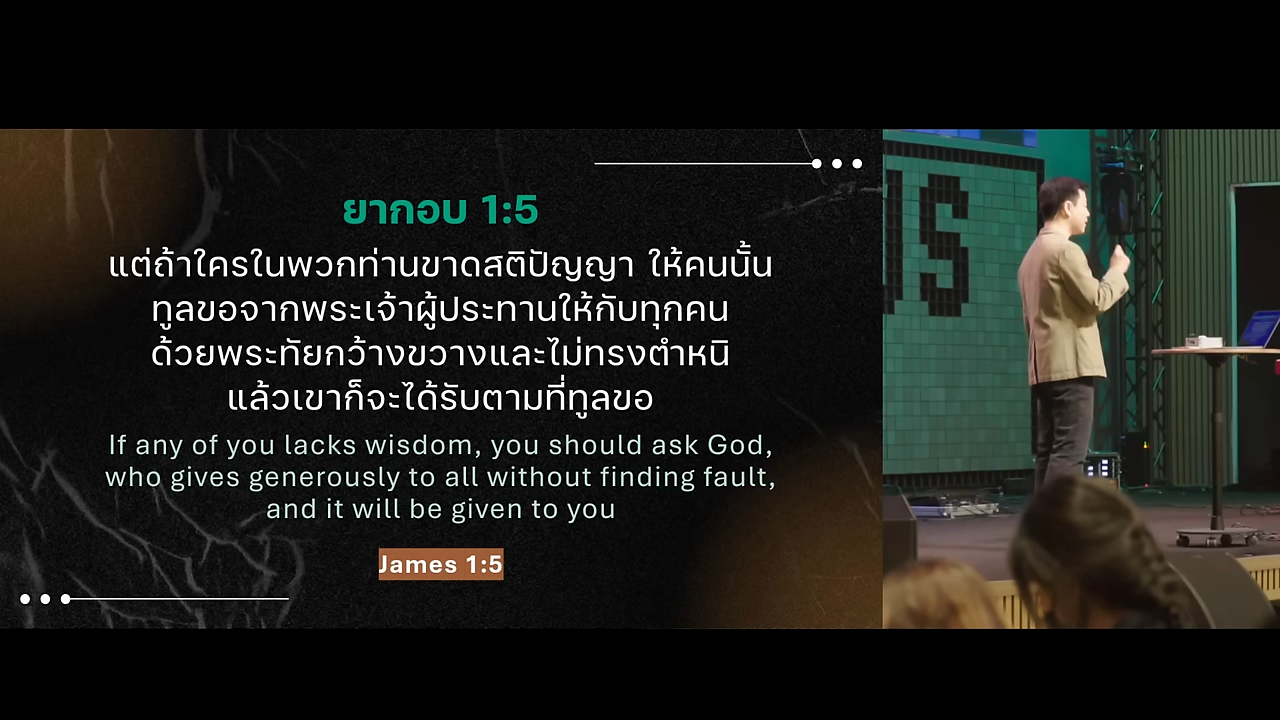 ยากอบ 1:5
แต่ถ้าใครในพวกท่านขาดสติปัญญา ให้คนนั้น
ทูลขอจากพระเจ้าผู้ประทานให้กับทุกคน
ด้วยพระทัยกว้างขวางและไม่ทรงตำหนิ
แล้วเขาก็จะได้รับตามที่ทูลขอ
If any of you lacks wisdom, you should ask God,
who gives generously to all without finding fault,
and it will be given to you
James 1:5